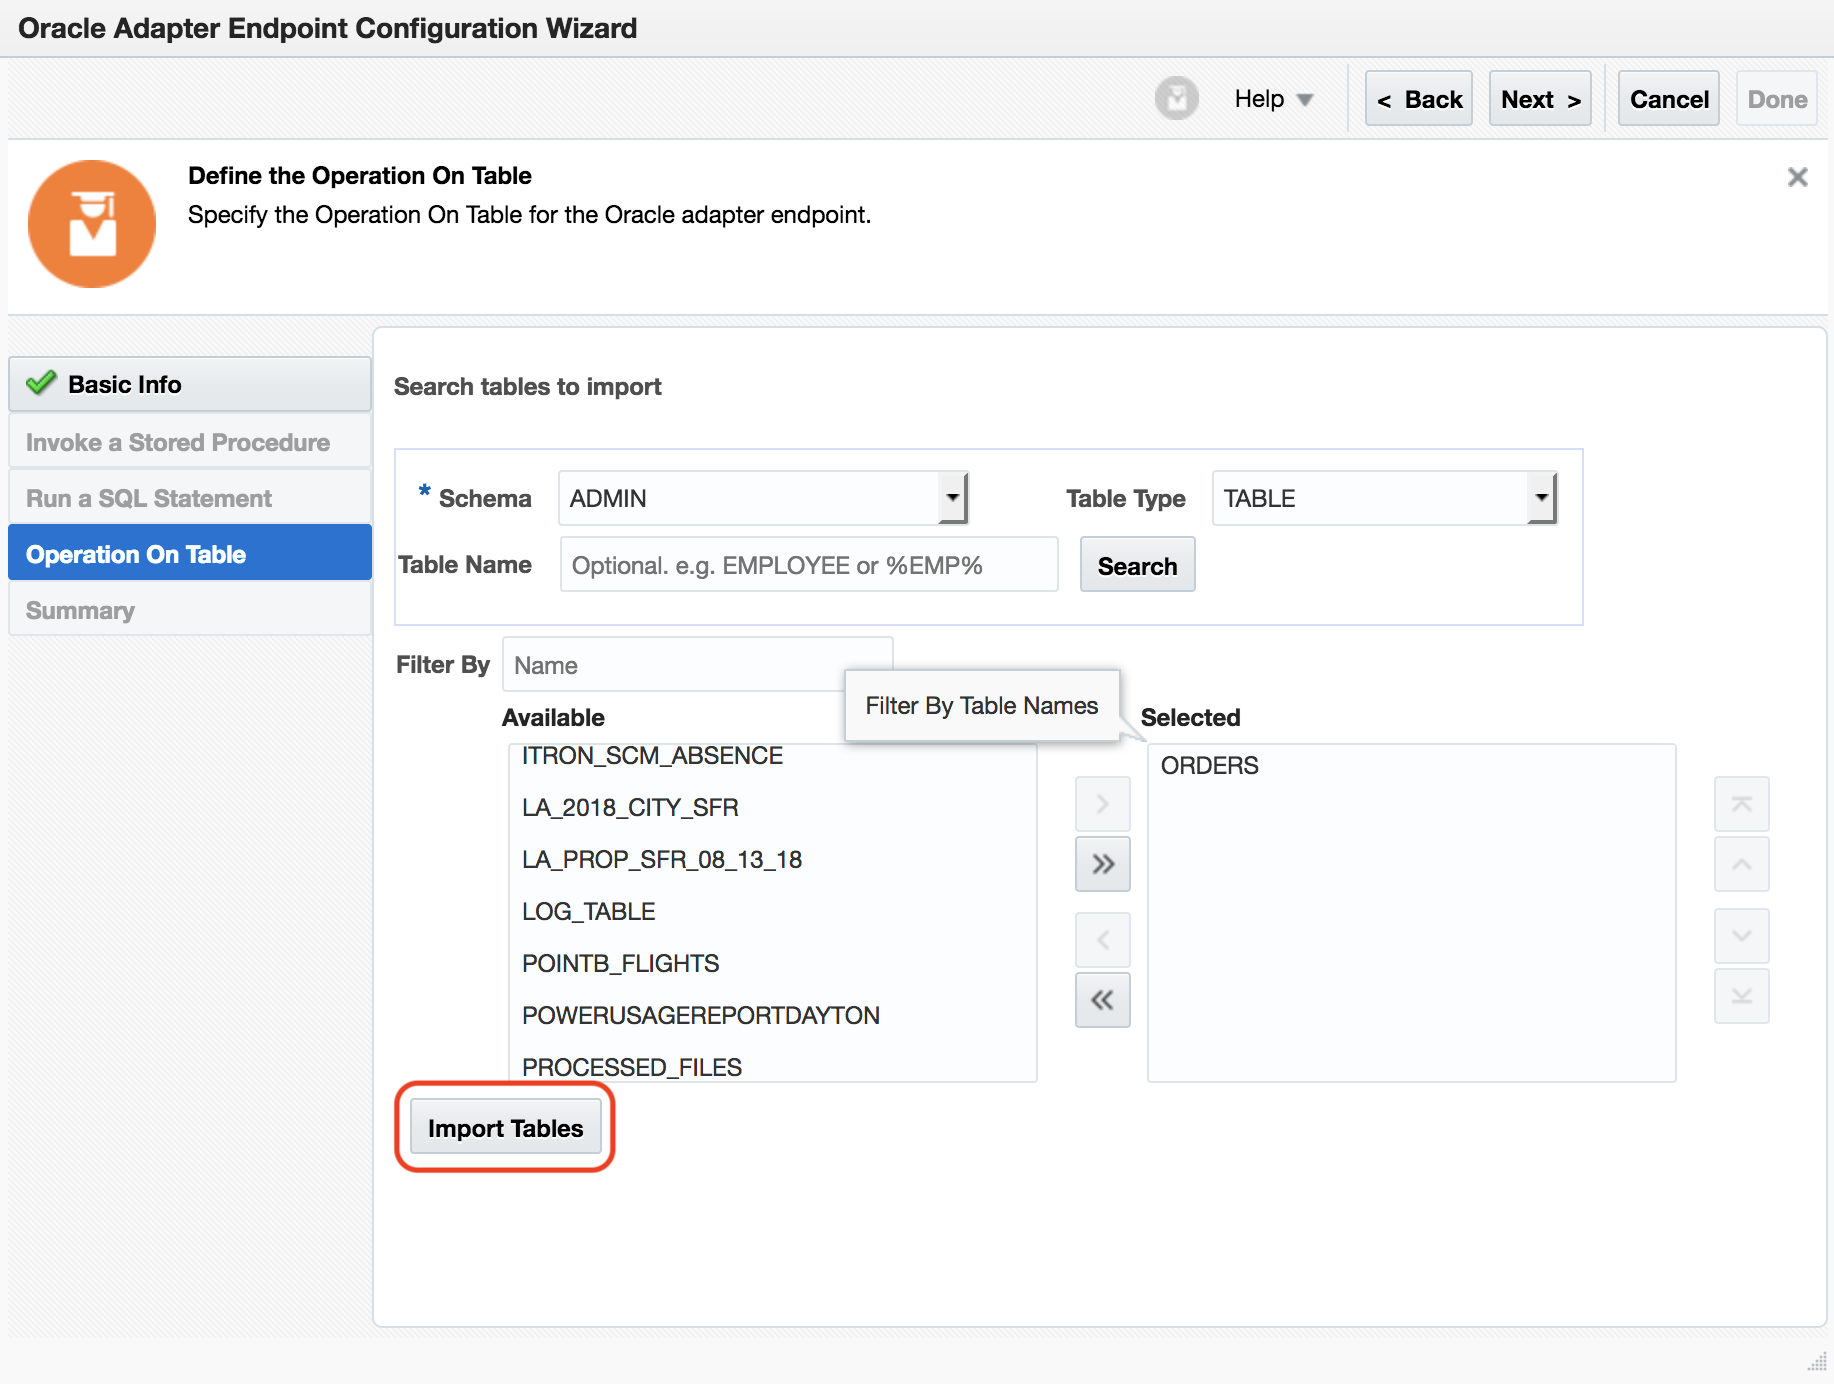 Oracle Adapter Endpoint Configuration Wizard
Help
< Back
Next >
Cancel
Done
Define the Operation On Table
Specify the Operation On Table for the Oracle adapter endpoint.
Basic Info
Invoke a Stored Procedure
Run a SQL Statement
Operation On Table
Summary
Search tables to import
* Schema ADMIN Table Type TABLE
Table Name Optional. e.g. EMPLOYEE or %EMP% Search
Filter By Name
Filter By Table Names
Available
ITRON_SCM_ABSENCE
LA_2018_CITY_SFR
LA_PROP_SFR_08_13_18
LOG_TABLE
POINTB_FLIGHTS
POWERUSAGEREPORTDAYTON
PROCESSED_FILES
Selected
ORDERS
Import Tables